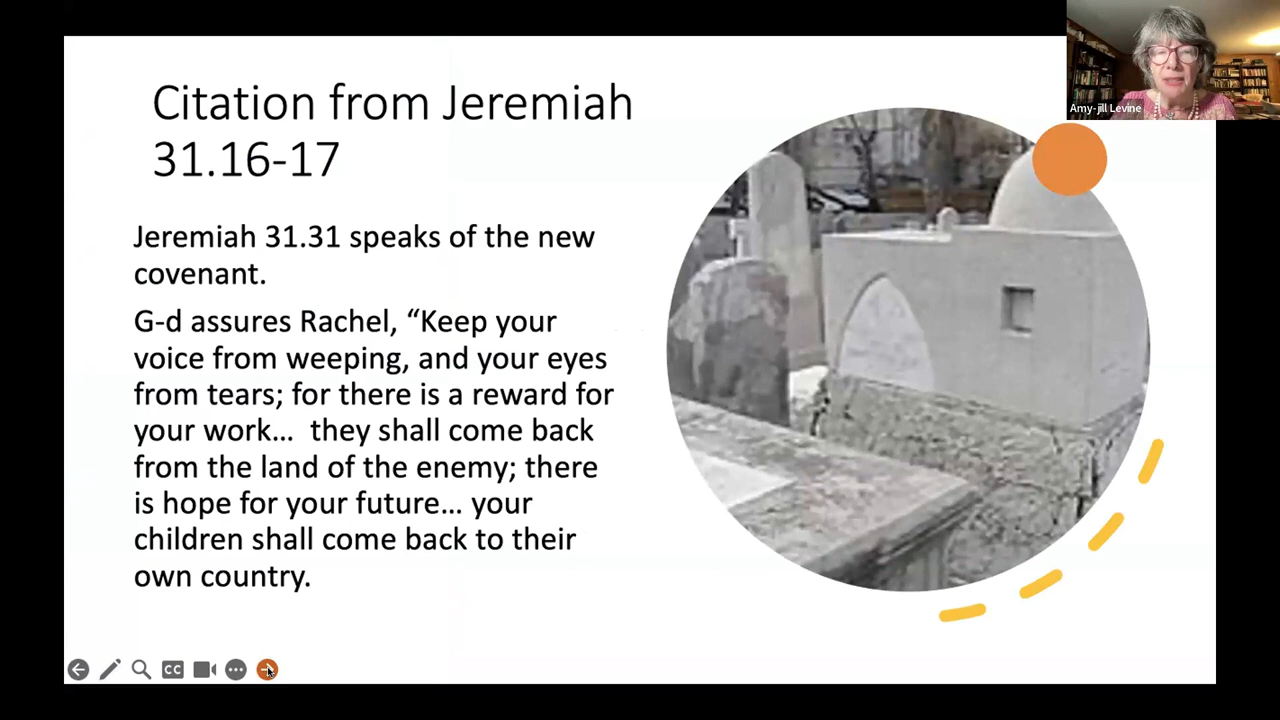 Citation from Jeremiah
31.16-17
Jeremiah 31.31 speaks of the new
covenant.
G-d assures Rachel, “Keep your
voice from weeping, and your eyes
from tears; for there is a reward for
your work…  they shall come back
from the land of the enemy; there
is hope for your future… your
children shall come back to their
own country.
Amy-jill Levine
CC